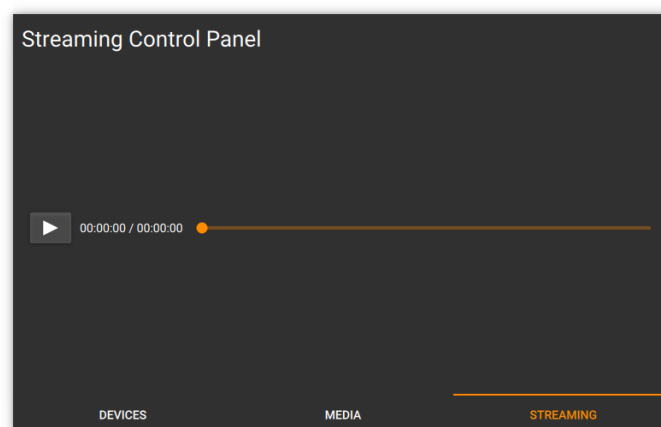 Streaming Control Panel
00:00:00 / 00:00:00
DEVICES MEDIA STREAMING